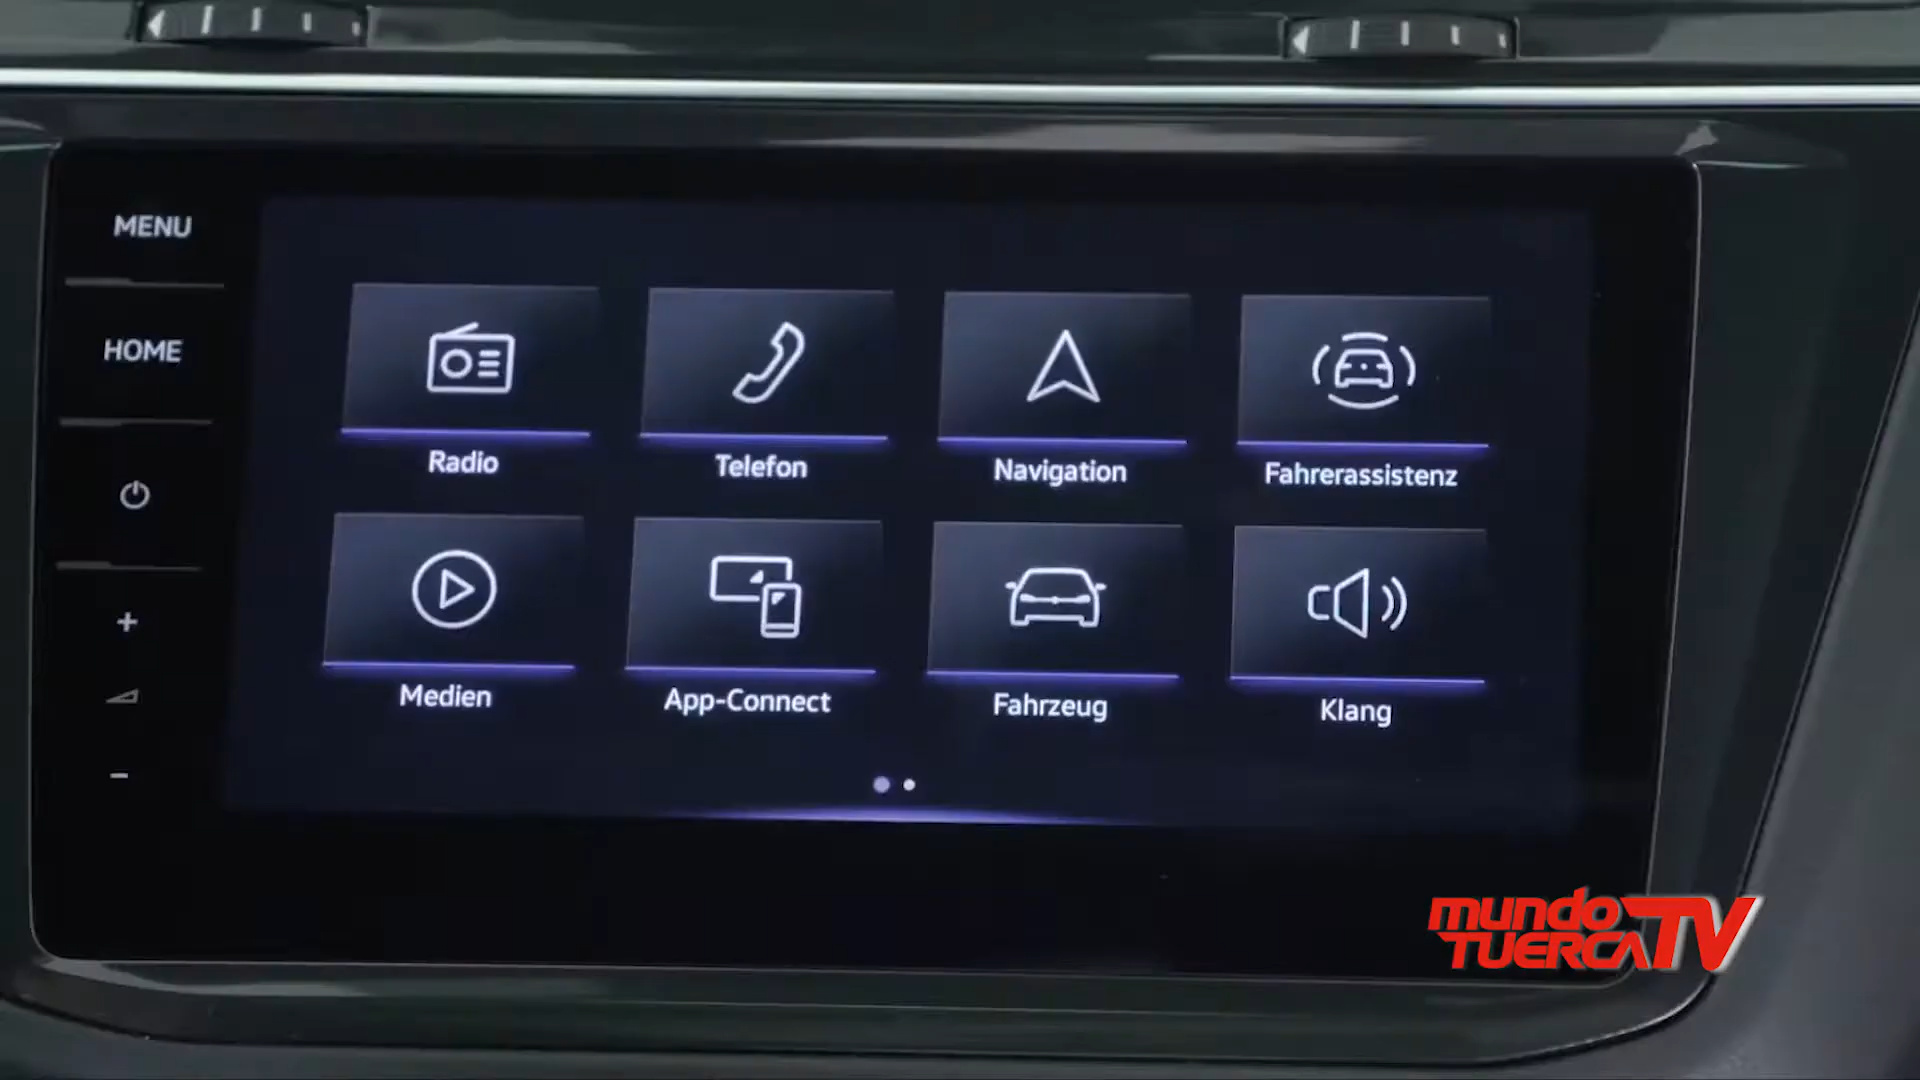 MENU
HOME
Radio
Telefon
Navigation
Fahrerassistenz
Medien
App-Connect
Fahrzeug
Klang
mundo
TUERCA TV